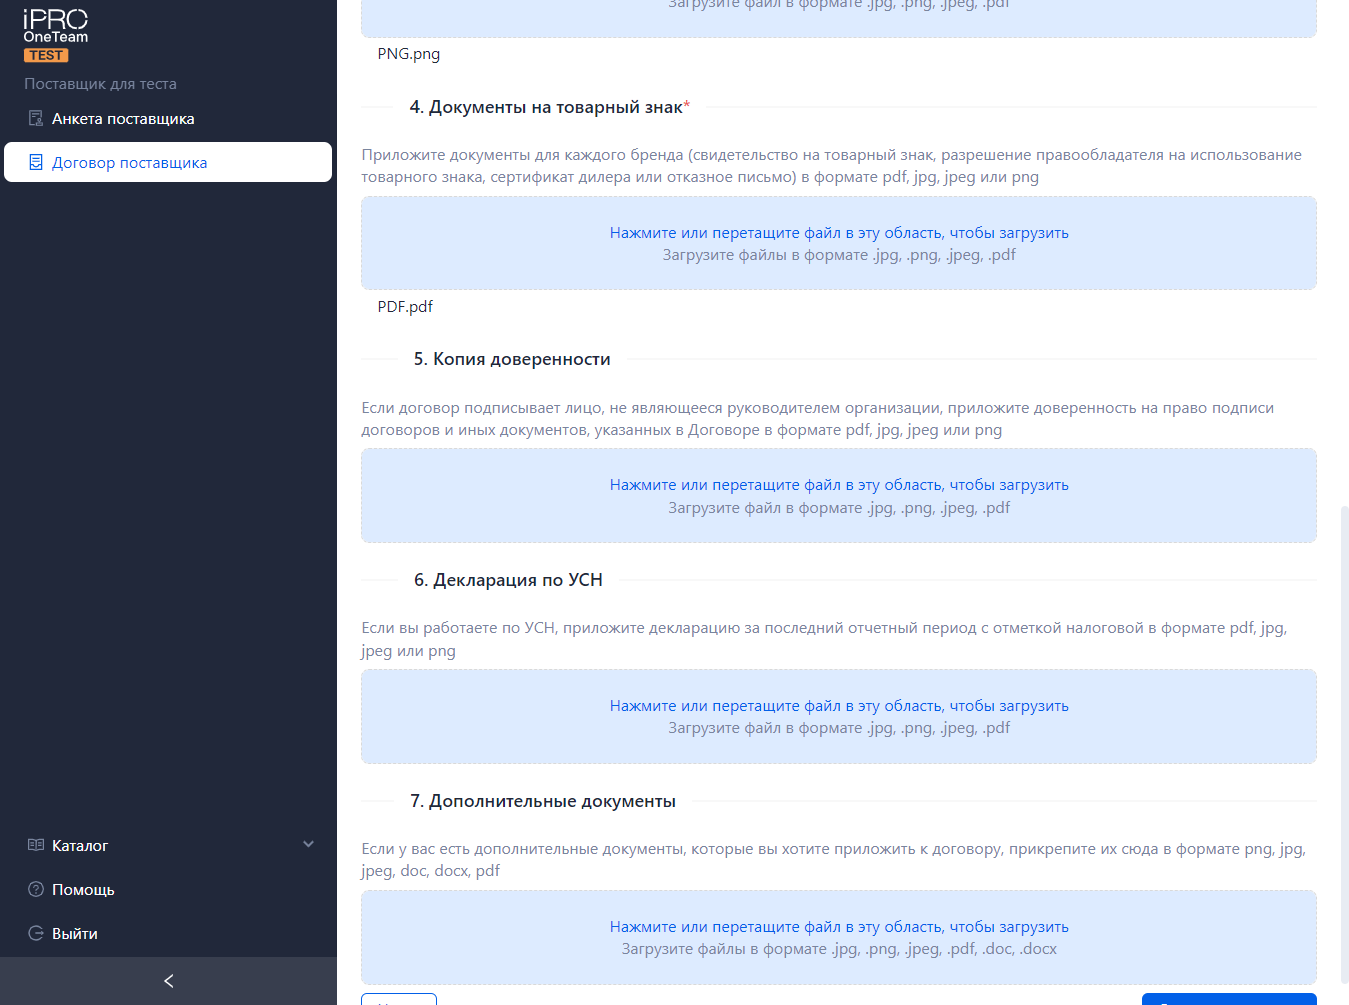 iPRO
OneTeam
TEST
Поставщик для теста
Анкета поставщика
Договор поставщика
Каталог
Помощь
Выйти
Загрузите файл в формате .jpg, .png, .jpeg, .pdf
PNG.png
4. Документы на товарный знак*
Приложите документы для каждого бренда (свидетельство на товарный знак, разрешение правообладателя на использование
товарного знака, сертификат дилера или отказное письмо) в формате pdf, jpg, jpeg или png
Нажмите или перетащите файл в эту область, чтобы загрузить
Загрузите файлы в формате .jpg, .png, .jpeg, .pdf
PDF.pdf
5. Копия доверенности
Если договор подписывает лицо, не являющееся руководителем организации, приложите доверенность на право подписи
договоров и иных документов, указанных в Договоре в формате pdf, jpg, jpeg или png
Нажмите или перетащите файл в эту область, чтобы загрузить
Загрузите файл в формате .jpg, .png, .jpeg, .pdf
6. Декларация по УСН
Если вы работаете по УСН, приложите декларацию за последний отчетный период с отметкой налоговой в формате pdf, jpg,
jpeg или png
Нажмите или перетащите файл в эту область, чтобы загрузить
Загрузите файл в формате .jpg, .png, .jpeg, .pdf
7. Дополнительные документы
Если у вас есть дополнительные документы, которые вы хотите приложить к договору, прикрепите их сюда в формате png, jpg,
jpeg, doc, docx, pdf
Нажмите или перетащите файл в эту область, чтобы загрузить
Загрузите файлы в формате .jpg, .png, .jpeg, .pdf, .doc, .docx